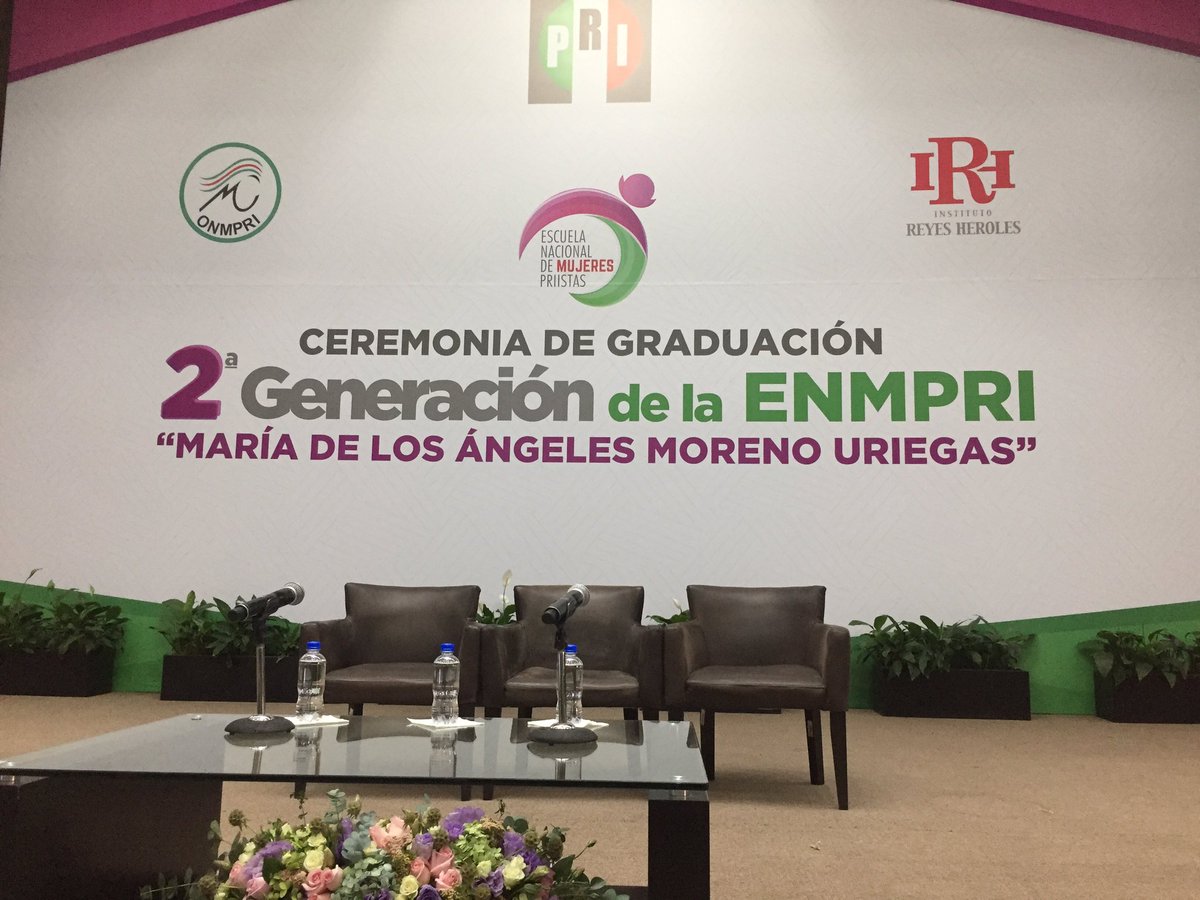 PRI
ONMPRI
ESCUELA
NACIONAL
DE MUJERES
PRIISTAS
IRH
INSTITUTO
REYES HEROLES
CEREMONIA DE GRADUACIÓN
2ª Generación de la ENMPRI
“MARÍA DE LOS ÁNGELES MORENO URIEGAS”